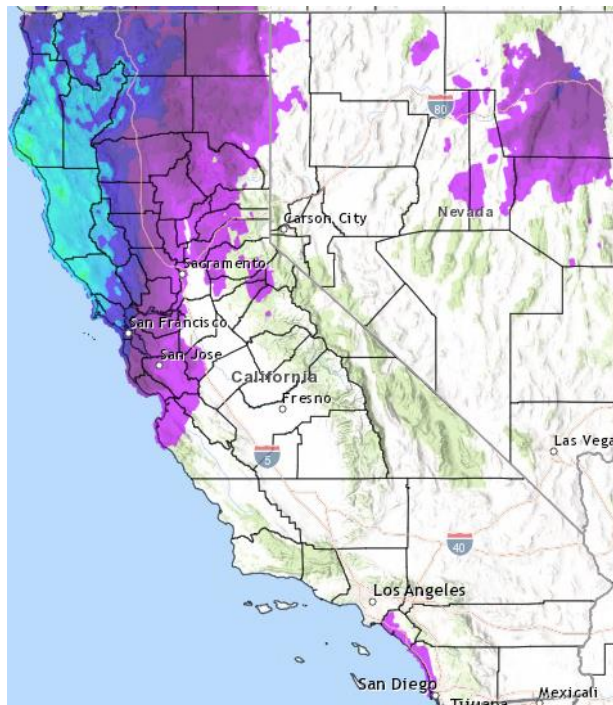 80
Carson City
Nevada
Sacramento
San Francisco
San Jose
California
Fresno
Las Vega
5
40
Los Angeles
San Diego
Tijuana
Mexicali